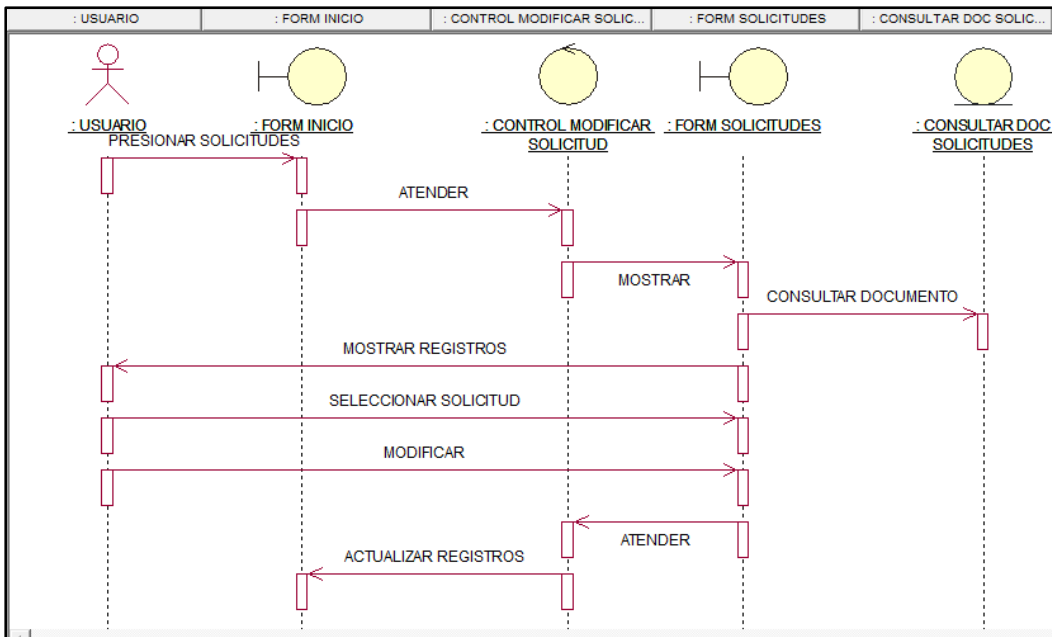 : USUARIO : FORM INICIO : CONTROL MODIFICAR SOLIC... : FORM SOLICITUDES : CONSULTAR DOC SOLIC...
: USUARIO : FORM INICIO : CONTROL MODIFICAR : FORM SOLICITUDES : CONSULTAR DOC
SOLICITUD SOLICITUDES
PRESIONAR SOLICITUDES
ATENDER
MOSTRAR
CONSULTAR DOCUMENTO
MOSTRAR REGISTROS
SELECCIONAR SOLICITUD
MODIFICAR
ATENDER
ACTUALIZAR REGISTROS